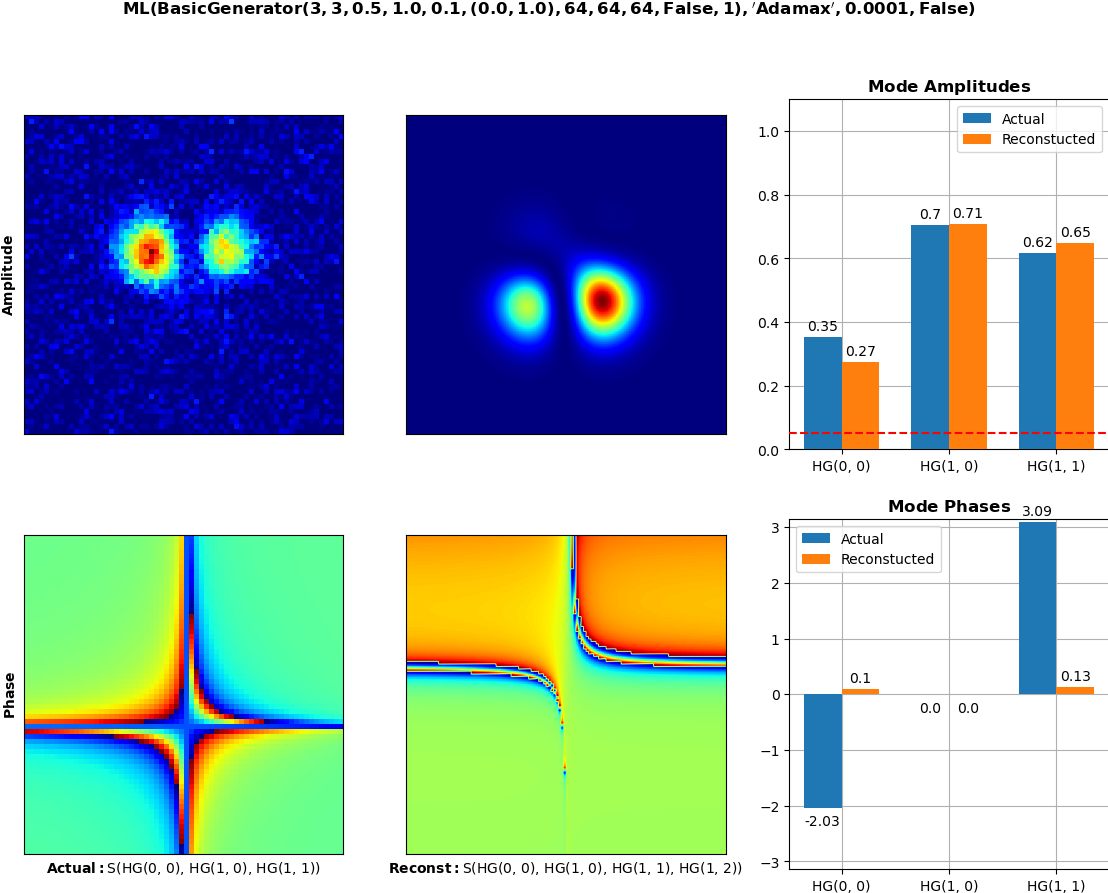 ML(BasicGenerator(3, 3, 0.5, 1.0, 0.1, (0.0, 1.0), 64, 64, 64, False, 1), ′Adamax′, 0.0001, False)
Amplitude
Mode Amplitudes
Actual
Reconstucted
1.0
0.8
0.6
0.4
0.2
0.0
0.35
0.27
0.7
0.71
0.62
0.65
HG(0, 0)
HG(1, 0)
HG(1, 1)
Phase
Actual: S(HG(0, 0), HG(1, 0), HG(1, 1))
Reconst: S(HG(0, 0), HG(1, 0), HG(1, 1), HG(1, 2))
Mode Phases
Actual
Reconstucted
3
2
1
0
−1
−2
−3
-2.03
0.1
0.0
0.0
3.09
0.13
HG(0, 0)
HG(1, 0)
HG(1, 1)